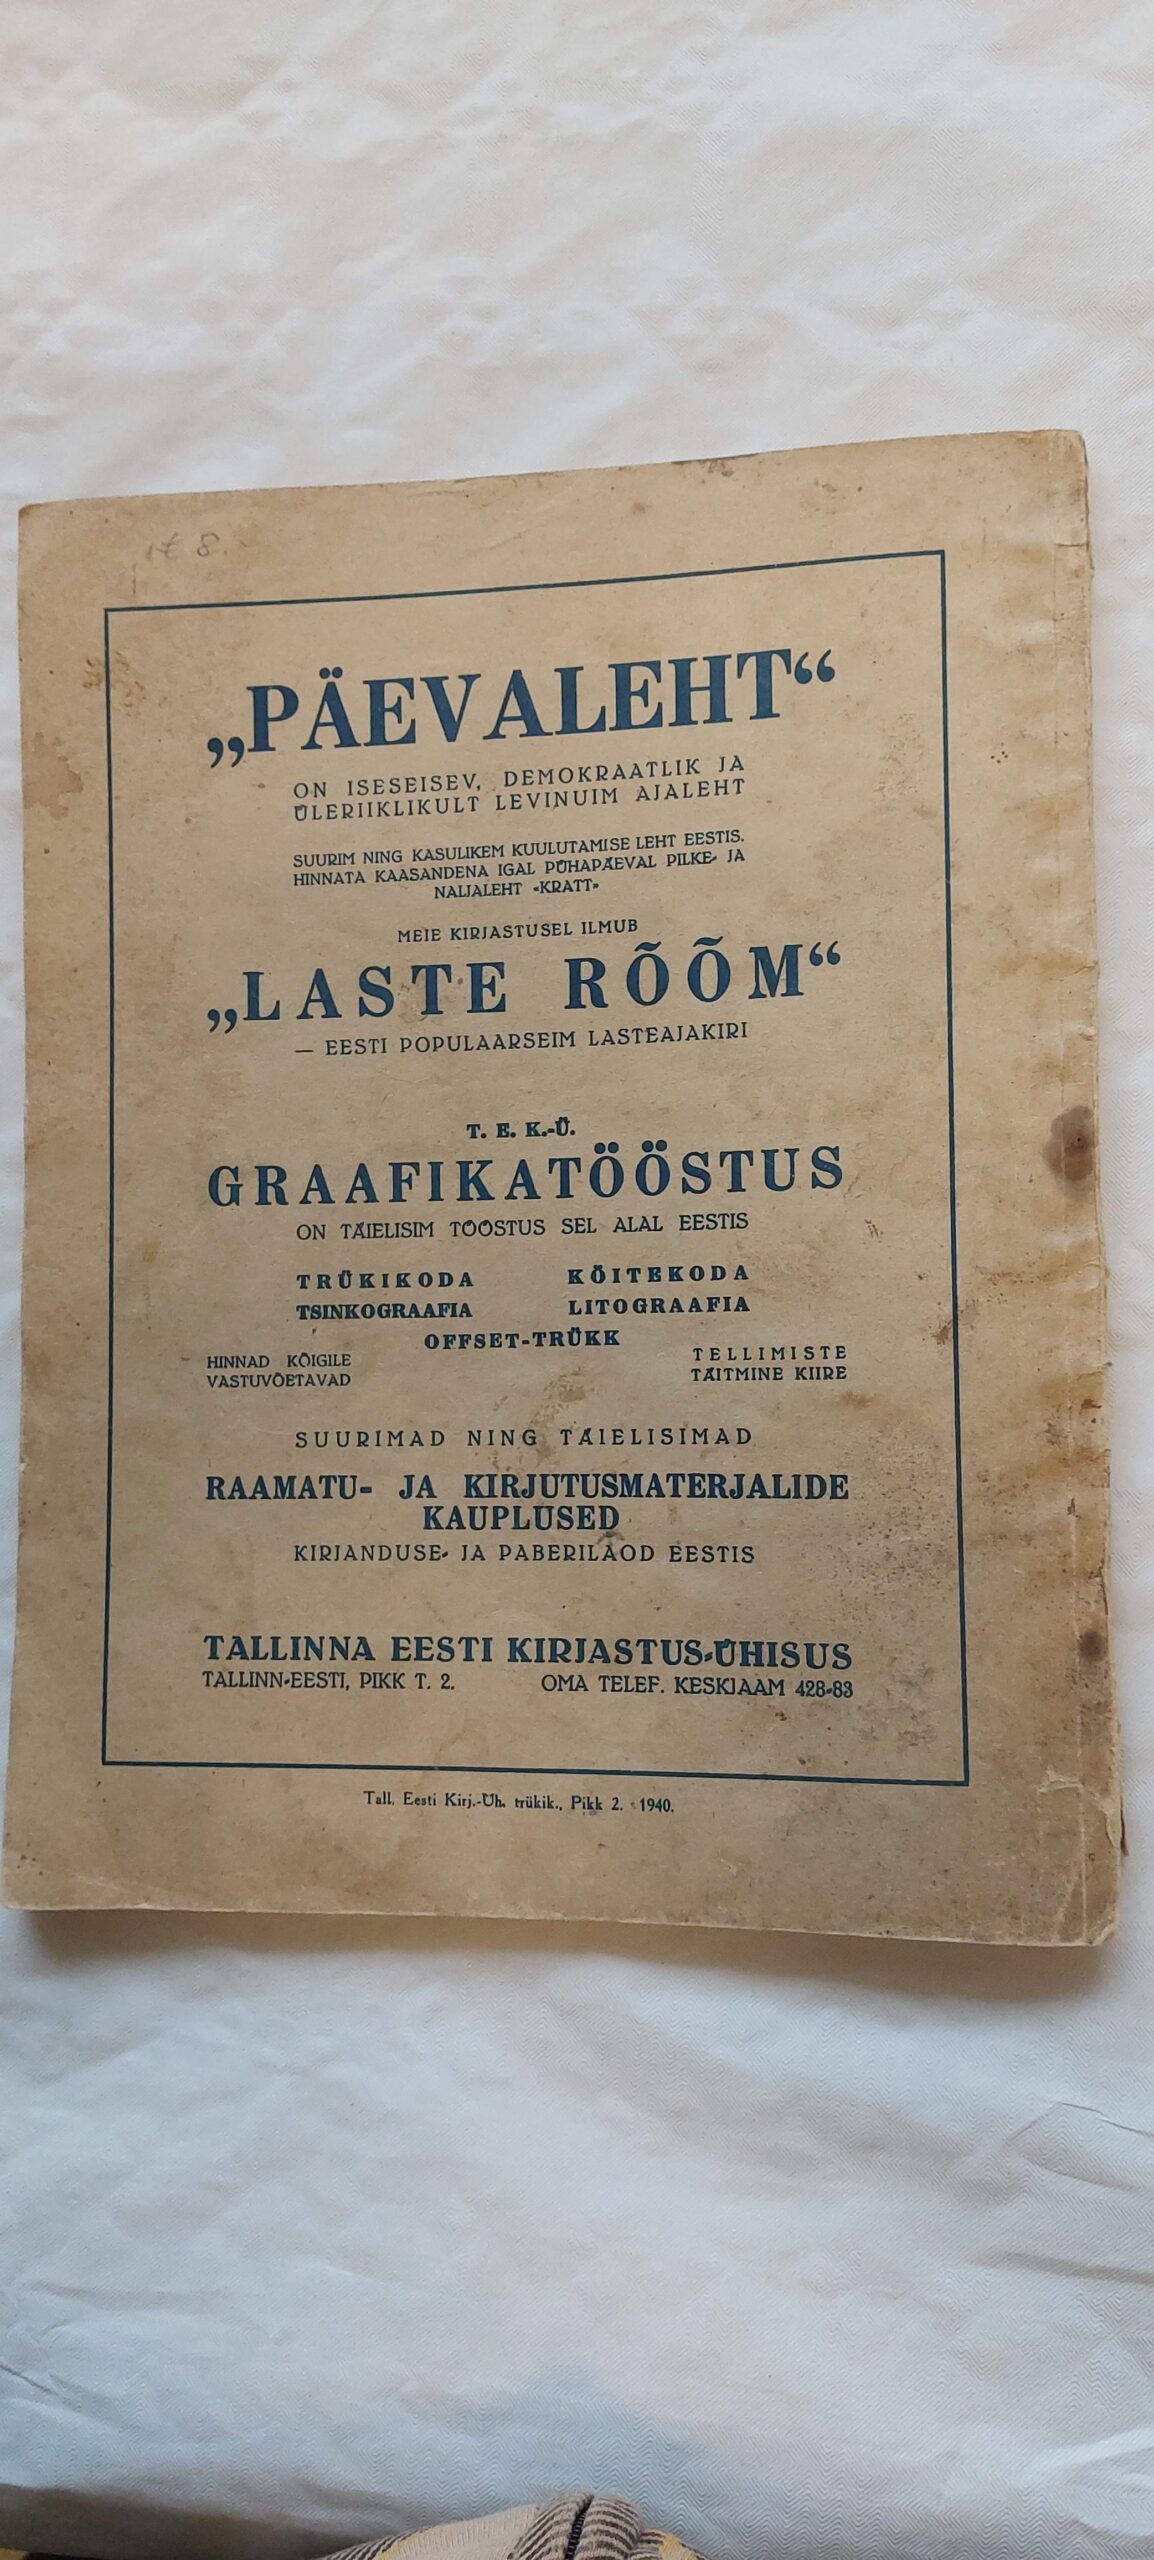 „PÄEVALEHT“
ON ISESEISEV, DEMOKRAATLIK JA
ÜLERIIKLIKULT LEVINUIM AJALEHT
SUURIM NING KASULIKEM KUULUTAMISE LEHT EESTIS.
HINNATA KAASANDENA IGAL PÜHAPÄEVAL PILKE- JA
NALJALEHT «KRATT»
MEIE KIRJASTUSEL ILMUB
„LASTE RÕÕM“
— EESTI POPULAARSEIM LASTEAJAKIRI
T. E. K.-Ü.
GRAAFIKATÖÖSTUS
ON TÄIELISIM TÖÖSTUS SEL ALAL EESTIS
TRÜKIKODA KÖITEKODA
TSINKOGRAAFIA LITOGRAAFIA
OFFSET-TRÜKK
HINNAD KÕIGILE TELLIMISTE
VASTUVÕETAVAD TÄITMINE KIIRE
SUURIMAD NING TÄIELISIMAD
RAAMATU- JA KIRJUTUSMATERJALIDE
KAUPLUSED
KIRJANDUSE- JA PABERILAOD EESTIS
TALLINNA EESTI KIRJASTUS-ÜHISUS
TALLINN-EESTI, PIKK T. 2. OMA TELEF. KESKJAAM 428-83
Tall. Eesti Kirj.-Üh. trükik., Pikk 2. 1940.